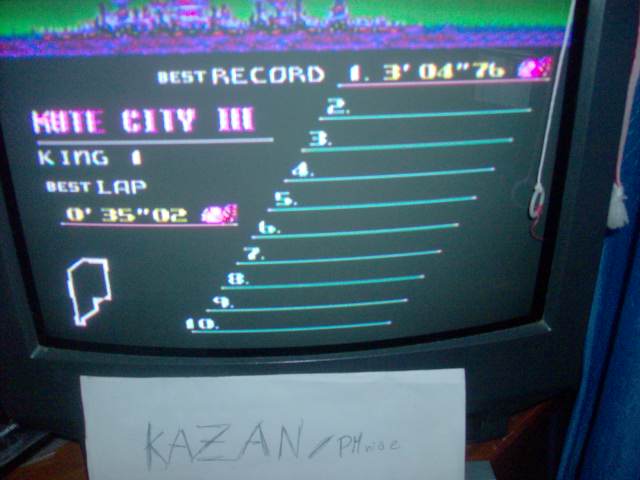 BEST RECORD 1. 3'04"76
2.
MUTE CITY III
3.
KING 1
4.
BEST LAP
5.
0'35"02
6.
7.
8.
9.
10.
KAZAN/